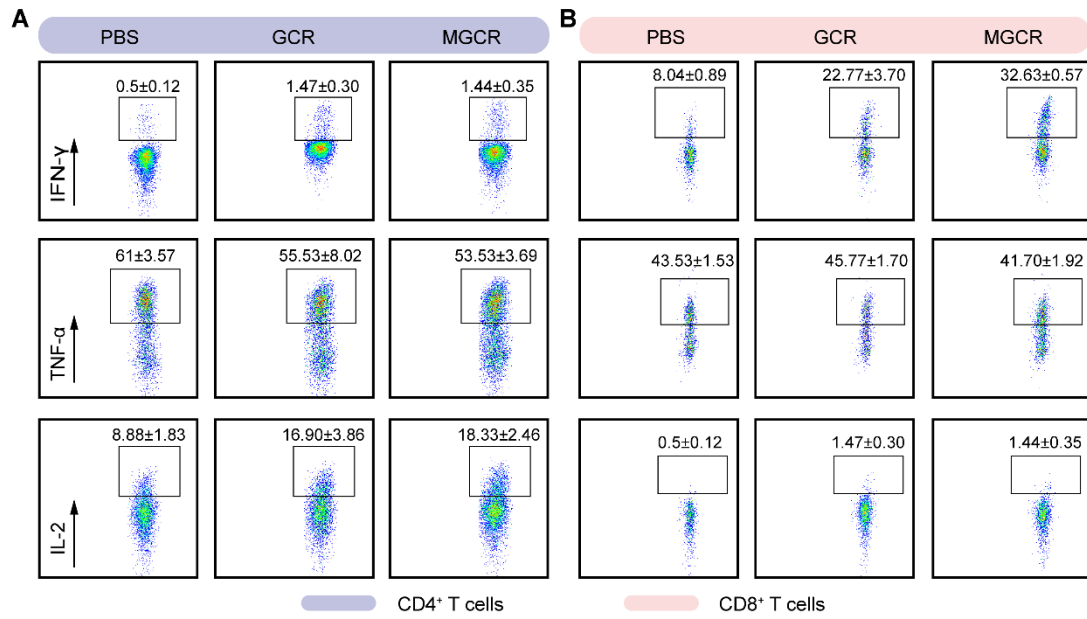 A
B
PBS GCR MGCR
PBS GCR MGCR
IFN-γ
0.5±0.12 1.47±0.30 1.44±0.35
8.04±0.89 22.77±3.70 32.63±0.57
TNF-α
61±3.57 55.53±8.02 53.53±3.69
43.53±1.53 45.77±1.70 41.70±1.92
IL-2
8.88±1.83 16.90±3.86 18.33±2.46
0.5±0.12 1.47±0.30 1.44±0.35
CD4⁺ T cells
CD8⁺ T cells